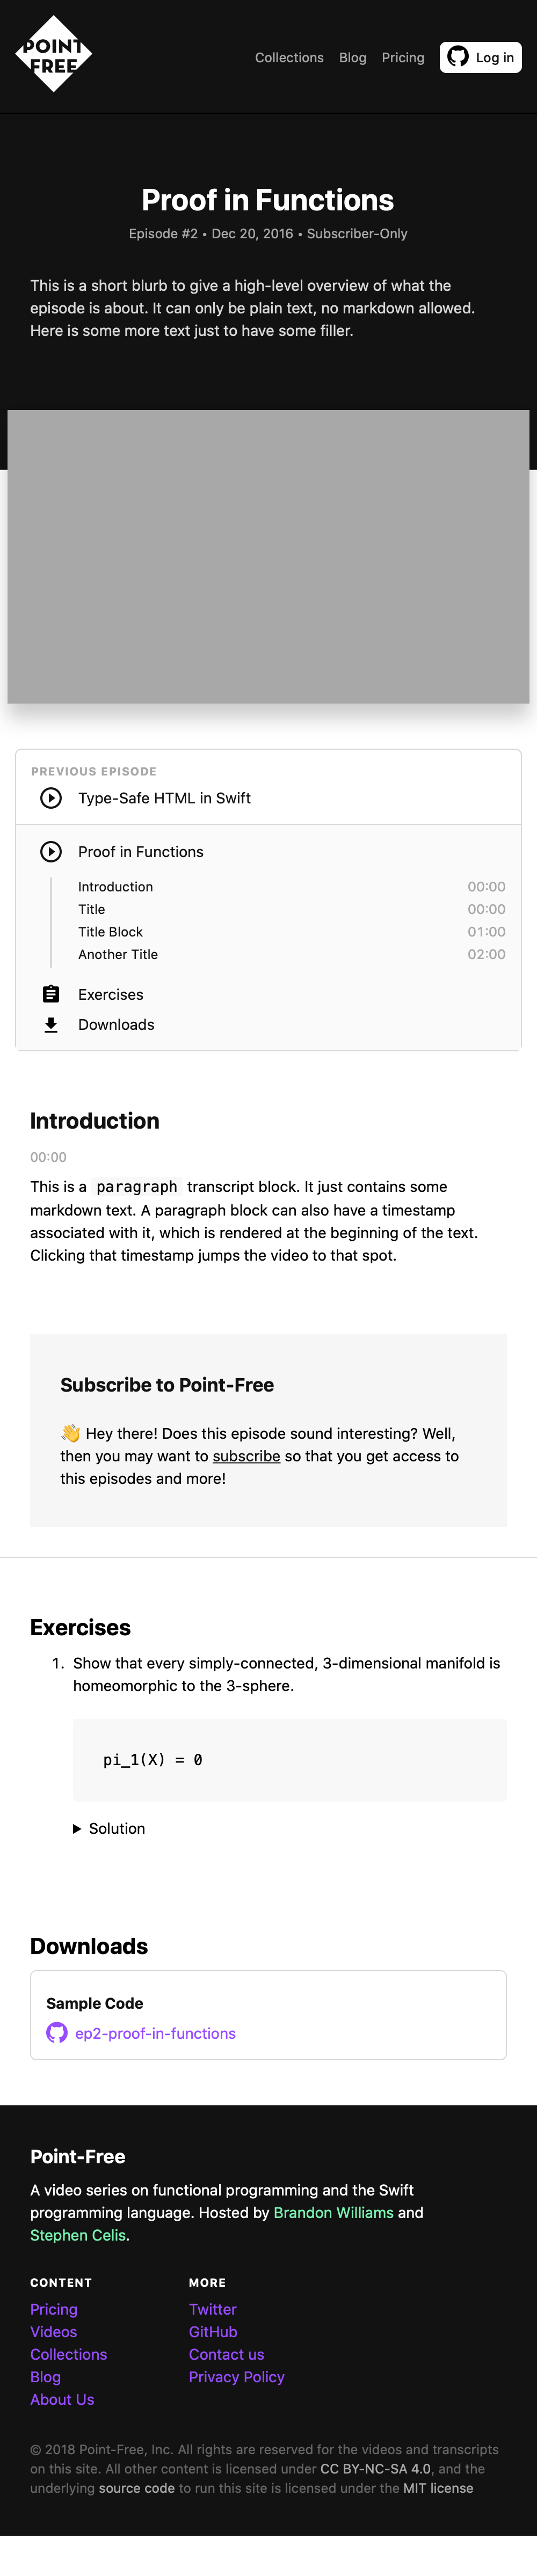 POINT
FREE
Collections Blog Pricing Log in
Proof in Functions
Episode #2 • Dec 20, 2016 • Subscriber-Only
This is a short blurb to give a high-level overview of what the
episode is about. It can only be plain text, no markdown allowed.
Here is some more text just to have some filler.
PREVIOUS EPISODE
Type-Safe HTML in Swift
Proof in Functions
Introduction 00:00
Title 00:00
Title Block 01:00
Another Title 02:00
Exercises
Downloads
Introduction
00:00
This is a paragraph transcript block. It just contains some
markdown text. A paragraph block can also have a timestamp
associated with it, which is rendered at the beginning of the text.
Clicking that timestamp jumps the video to that spot.
Subscribe to Point-Free
👋 Hey there! Does this episode sound interesting? Well,
then you may want to subscribe so that you get access to
this episodes and more!
Exercises
1. Show that every simply-connected, 3-dimensional manifold is
homeomorphic to the 3-sphere.
pi_1(X) = 0
Solution
Downloads
Sample Code
ep2-proof-in-functions
Point-Free
A video series on functional programming and the Swift
programming language. Hosted by Brandon Williams and
Stephen Celis.
CONTENT
Pricing
Videos
Collections
Blog
About Us
MORE
Twitter
GitHub
Contact us
Privacy Policy
© 2018 Point-Free, Inc. All rights are reserved for the videos and transcripts
on this site. All other content is licensed under CC BY-NC-SA 4.0, and the
underlying source code to run this site is licensed under the MIT license